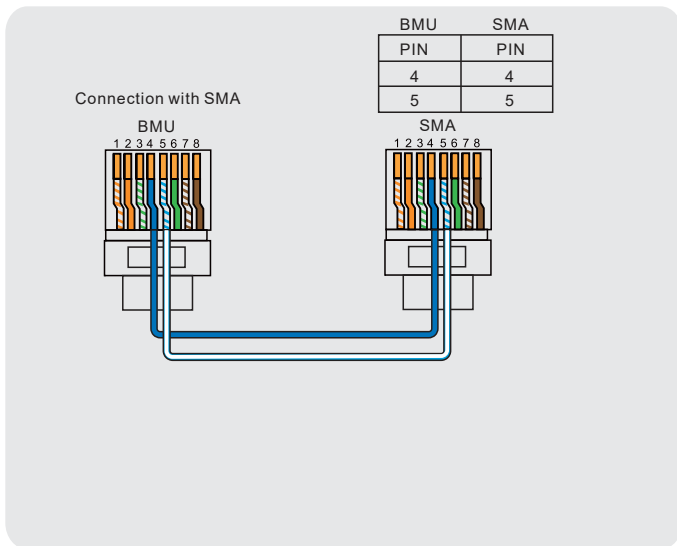 BMU SMA
PIN PIN
4 4
5 5
Connection with SMA
BMU
1 2 3 4 5 6 7 8
SMA
1 2 3 4 5 6 7 8